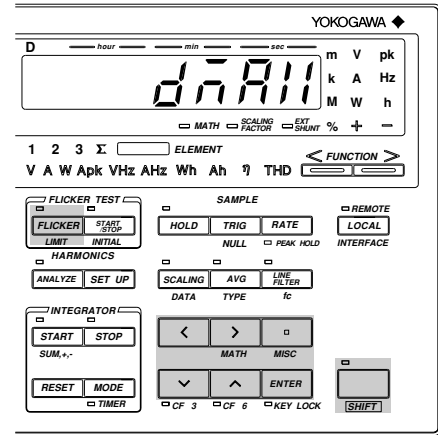 YOKOGAWA
D hour min sec
m V pk
k A Hz
M W h
MATH SCALING FACTOR EXT SHUNT % + −
1 2 3 Σ ELEMENT
V A W Apk VHz AHz Wh Ah η THD < FUNCTION >
FLICKER TEST SAMPLE
REMOTE
FLICKER START /STOP HOLD TRIG RATE LOCAL
LIMIT INITIAL NULL PEAK HOLD INTERFACE
HARMONICS
ANALYZE SET UP SCALING AVG LINE FILTER
DATA TYPE fc
INTEGRATOR
START STOP
SUM,+,- MATH MISC
RESET MODE ENTER
TIMER CF 3 CF 6 KEY LOCK SHIFT